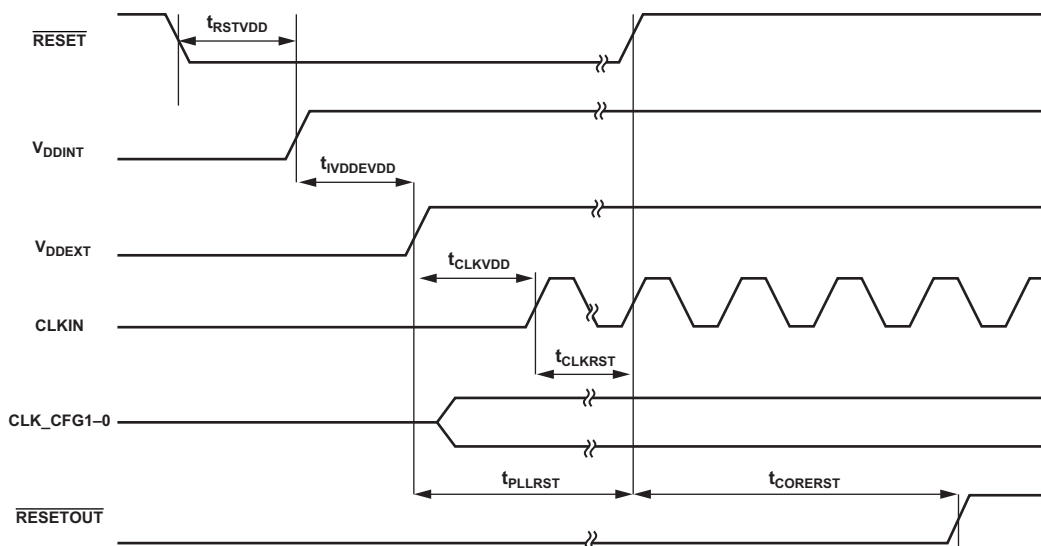 RESET
tRSTVDD
VDDINT
tIVDDEVDD
VDDEXT
tCLKVDD
CLKIN
tCLKRST
CLK_CFG1–0
tPLLRST
tCORERST
RESETOUT